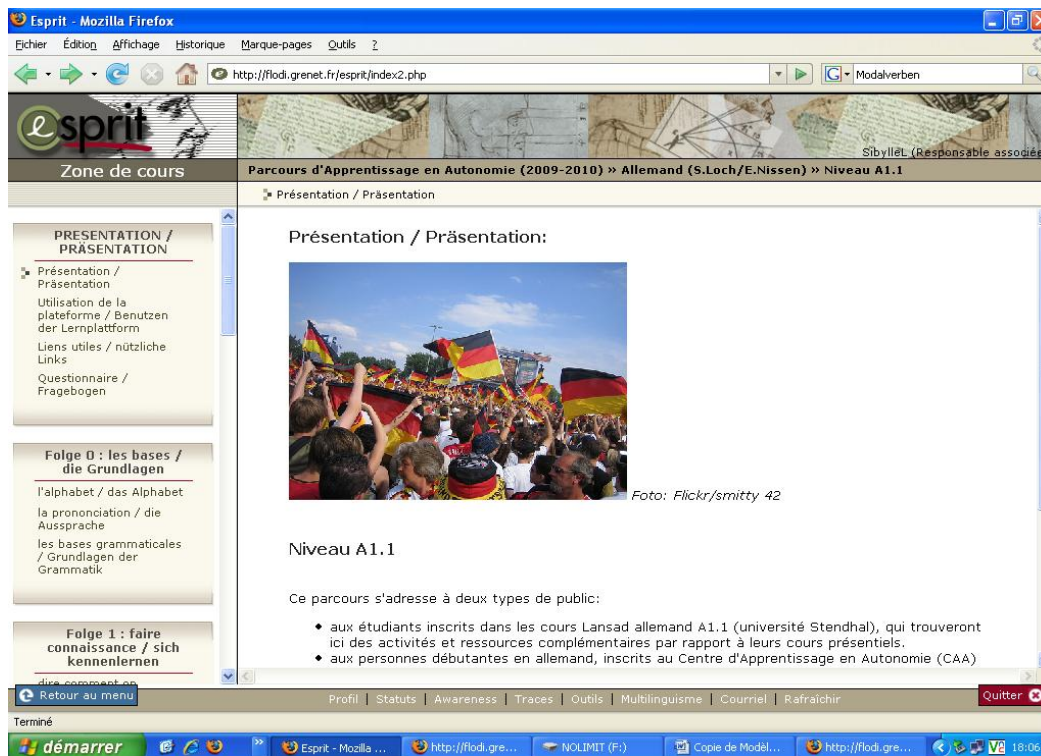 Esprit - Mozilla Firefox
Fichier Édition Affichage Historique Marque-pages Outils ?
http://flodi.grenet.fr/esprit/index2.php
Modalverben
esprit
SibylleL (Responsable associée
Zone de cours
Parcours d'Apprentissage en Autonomie (2009-2010) » Allemand (S.Loch/E.Nissen) » Niveau A1.1
Présentation / Präsentation
PRESENTATION /
PRÄSENTATION
Présentation /
Präsentation
Utilisation de la
plateforme / Benutzen
der Lernplattform
Liens utiles / nützliche
Links
Questionnaire /
Fragebogen
Folge 0 : les bases /
die Grundlagen
l'alphabet / das Alphabet
la prononciation / die
Aussprache
les bases grammaticales
/ Grundlagen der
Grammatik
Folge 1 : faire
connaissance / sich
kennenlernen
dire comment on
Présentation / Präsentation:
Foto: Flickr/smitty 42
Niveau A1.1
Ce parcours s'adresse à deux types de public:
aux étudiants inscrits dans les cours Lansad allemand A1.1 (université Stendhal), qui trouveront
ici des activités et ressources complémentaires par rapport à leurs cours présentiels.
aux personnes débutantes en allemand, inscrits au Centre d'Apprentissage en Autonomie (CAA)
Retour au menu
Profil | Statuts | Awareness | Traces | Outils | Multilinguisme | Courriel | Rafraîchir
Quitter
Terminé
démarrer
Esprit - Mozilla ...
http://flodi.gre...
NOLIMIT (F:)
Copie de Modèl...
http://flodi.gre...
18:06